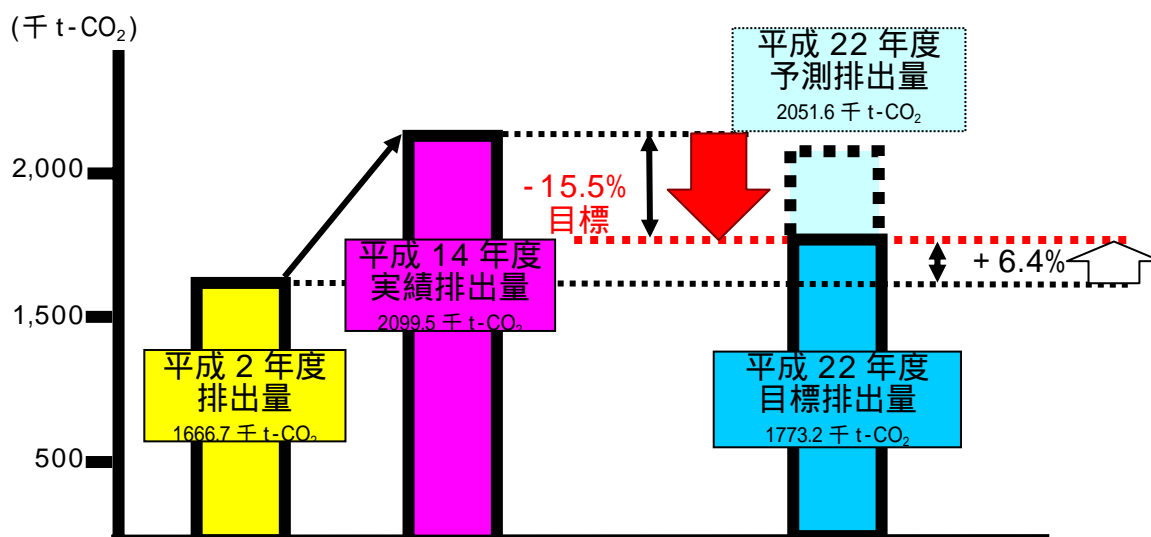 (千 t-CO₂)
平成 22 年度
予測排出量
2051.6 千 t-CO₂
2,000
-15.5%
目標
平成 14 年度
実績排出量
2099.5 千 t-CO₂
+6.4%
1,500
平成 2 年度
排出量
1666.7 千 t-CO₂
平成 22 年度
目標排出量
1773.2 千 t-CO₂
500